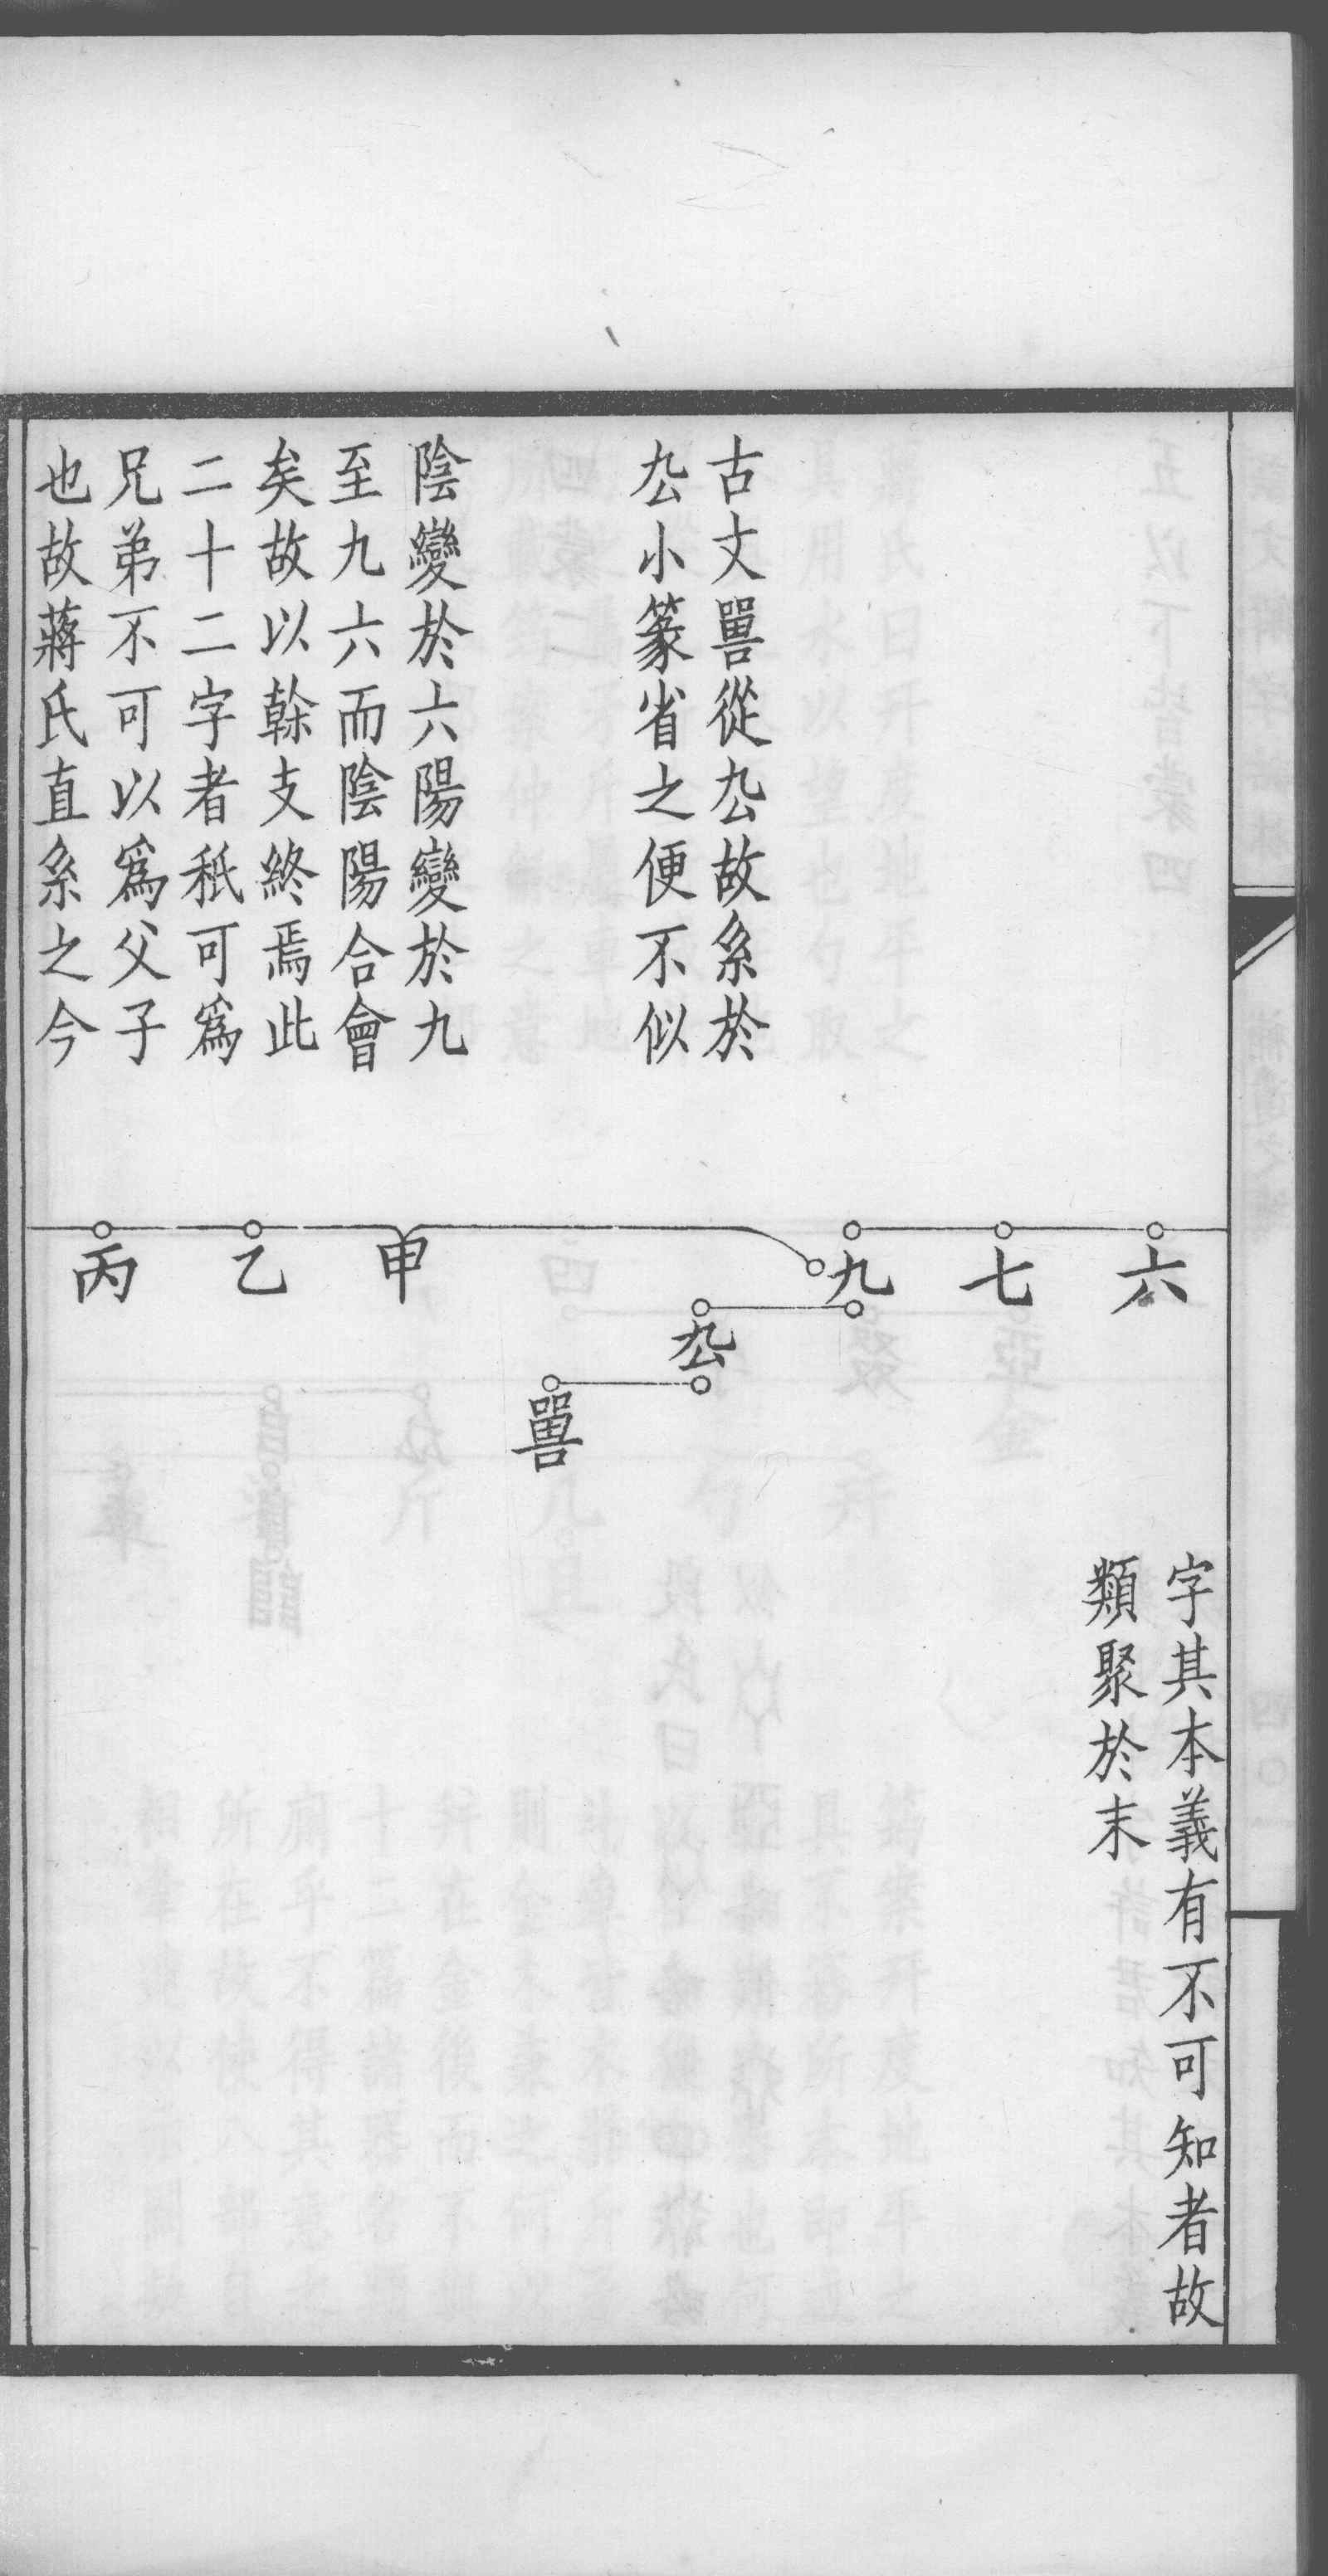 古文嘼從厹故系於
厹小篆省之便不似
陰變於六陽變於九
至九六而陰陽合會
矣故以榦支終焉此
二十二字者秖可爲
兄弟不可以爲父子
也故蔣氏直系之今
六
七
九
厹
嘼
甲
乙
丙
字其本義有不可知者故
類聚於末